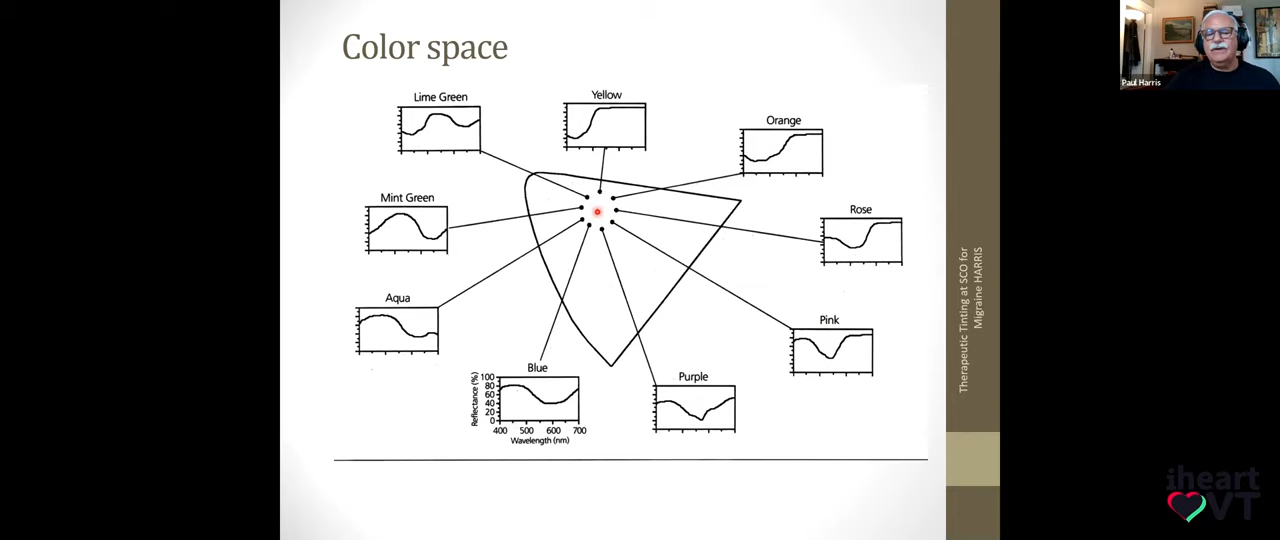 Color space
Lime Green
Yellow
Orange
Mint Green
Rose
Aqua
Pink
Blue
Purple
Reflectance (%)
100
80
60
40
20
0
400 500 600 700
Wavelength (nm)
Therapeutic Tinting at SCO for
Migraine HARRIS
Paul Harris
iheart
VT